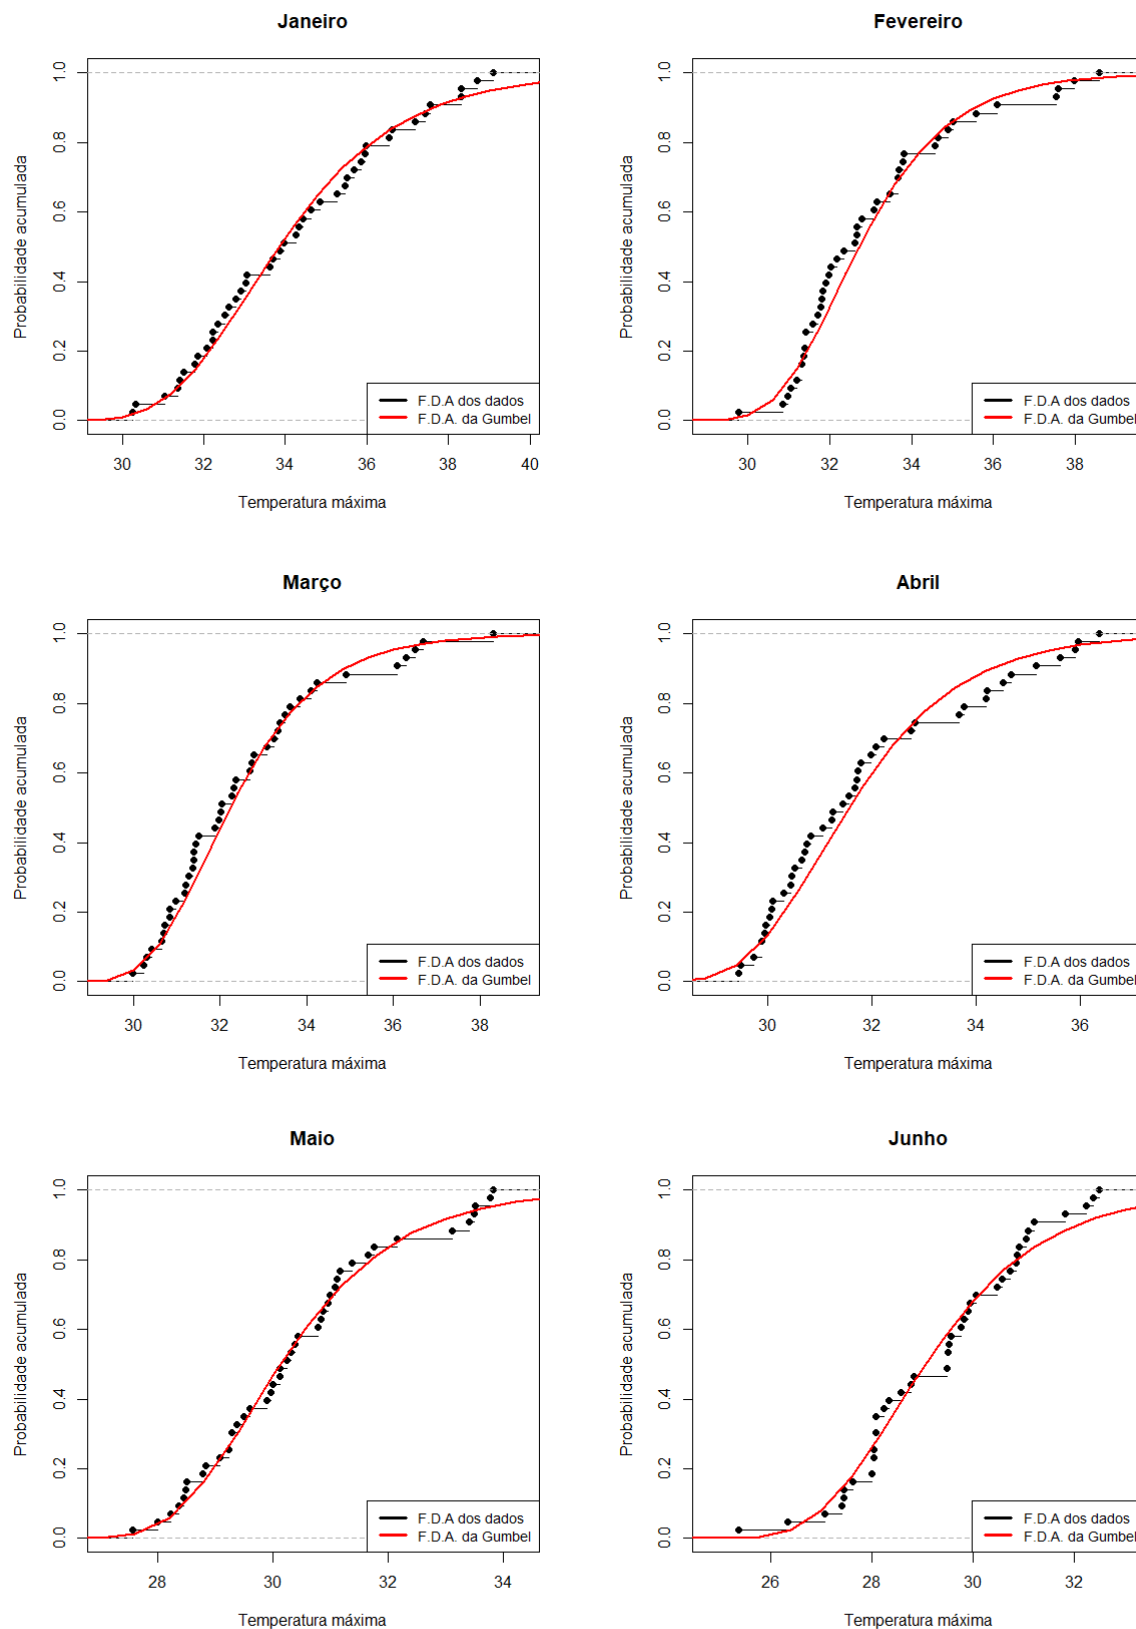 Janeiro
Probabilidade acumulada
1.0
0.8
0.6
0.4
0.2
0.0
F.D.A dos dados
F.D.A. da Gumbel
30 32 34 36 38 40
Temperatura máxima
Fevereiro
Probabilidade acumulada
1.0
0.8
0.6
0.4
0.2
0.0
F.D.A dos dados
F.D.A. da Gumbel
30 32 34 36 38
Temperatura máxima
Março
Probabilidade acumulada
1.0
0.8
0.6
0.4
0.2
0.0
F.D.A dos dados
F.D.A. da Gumbel
30 32 34 36 38
Temperatura máxima
Abril
Probabilidade acumulada
1.0
0.8
0.6
0.4
0.2
0.0
F.D.A dos dados
F.D.A. da Gumbel
30 32 34 36
Temperatura máxima
Maio
Probabilidade acumulada
1.0
0.8
0.6
0.4
0.2
0.0
F.D.A dos dados
F.D.A. da Gumbel
28 30 32 34
Temperatura máxima
Junho
Probabilidade acumulada
1.0
0.8
0.6
0.4
0.2
0.0
F.D.A dos dados
F.D.A. da Gumbel
26 28 30 32
Temperatura máxima